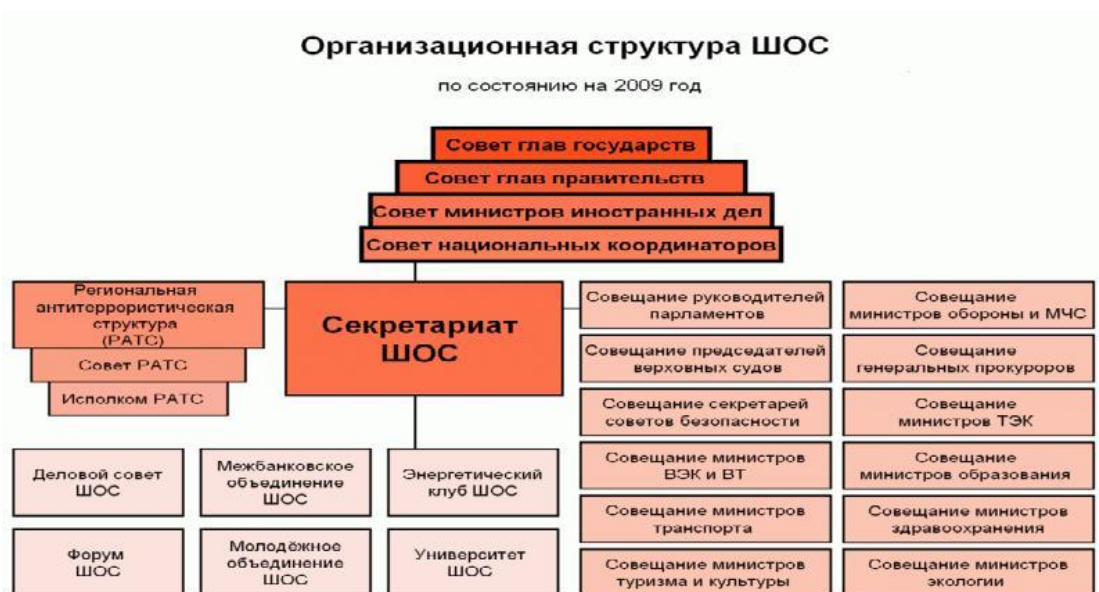 Организационная структура ШОС
по состоянию на 2009 год
Совет глав государств
Совет глав правительств
Совет министров иностранных дел
Совет национальных координаторов
Региональная
антитеррористическая
структура
(РАТС)
Совет РАТС
Исполком РАТС
Секретариат
ШОС
Совещание руководителей
парламентов
Совещание
министров обороны и МЧС
Совещание председателей
верховных судов
Совещание
генеральных прокуроров
Совещание секретарей
советов безопасности
Совещание
министров ТЭК
Совещание министров
ВЭК и ВТ
Совещание
министров образования
Совещание министров
транспорта
Совещание министров
здравоохранения
Совещание министров
туризма и культуры
Совещание министров
экологии
Деловой совет
ШОС
Межбанковское
объединение
ШОС
Энергетический
клуб ШОС
Форум
ШОС
Молодёжное
объединение
ШОС
Университет
ШОС